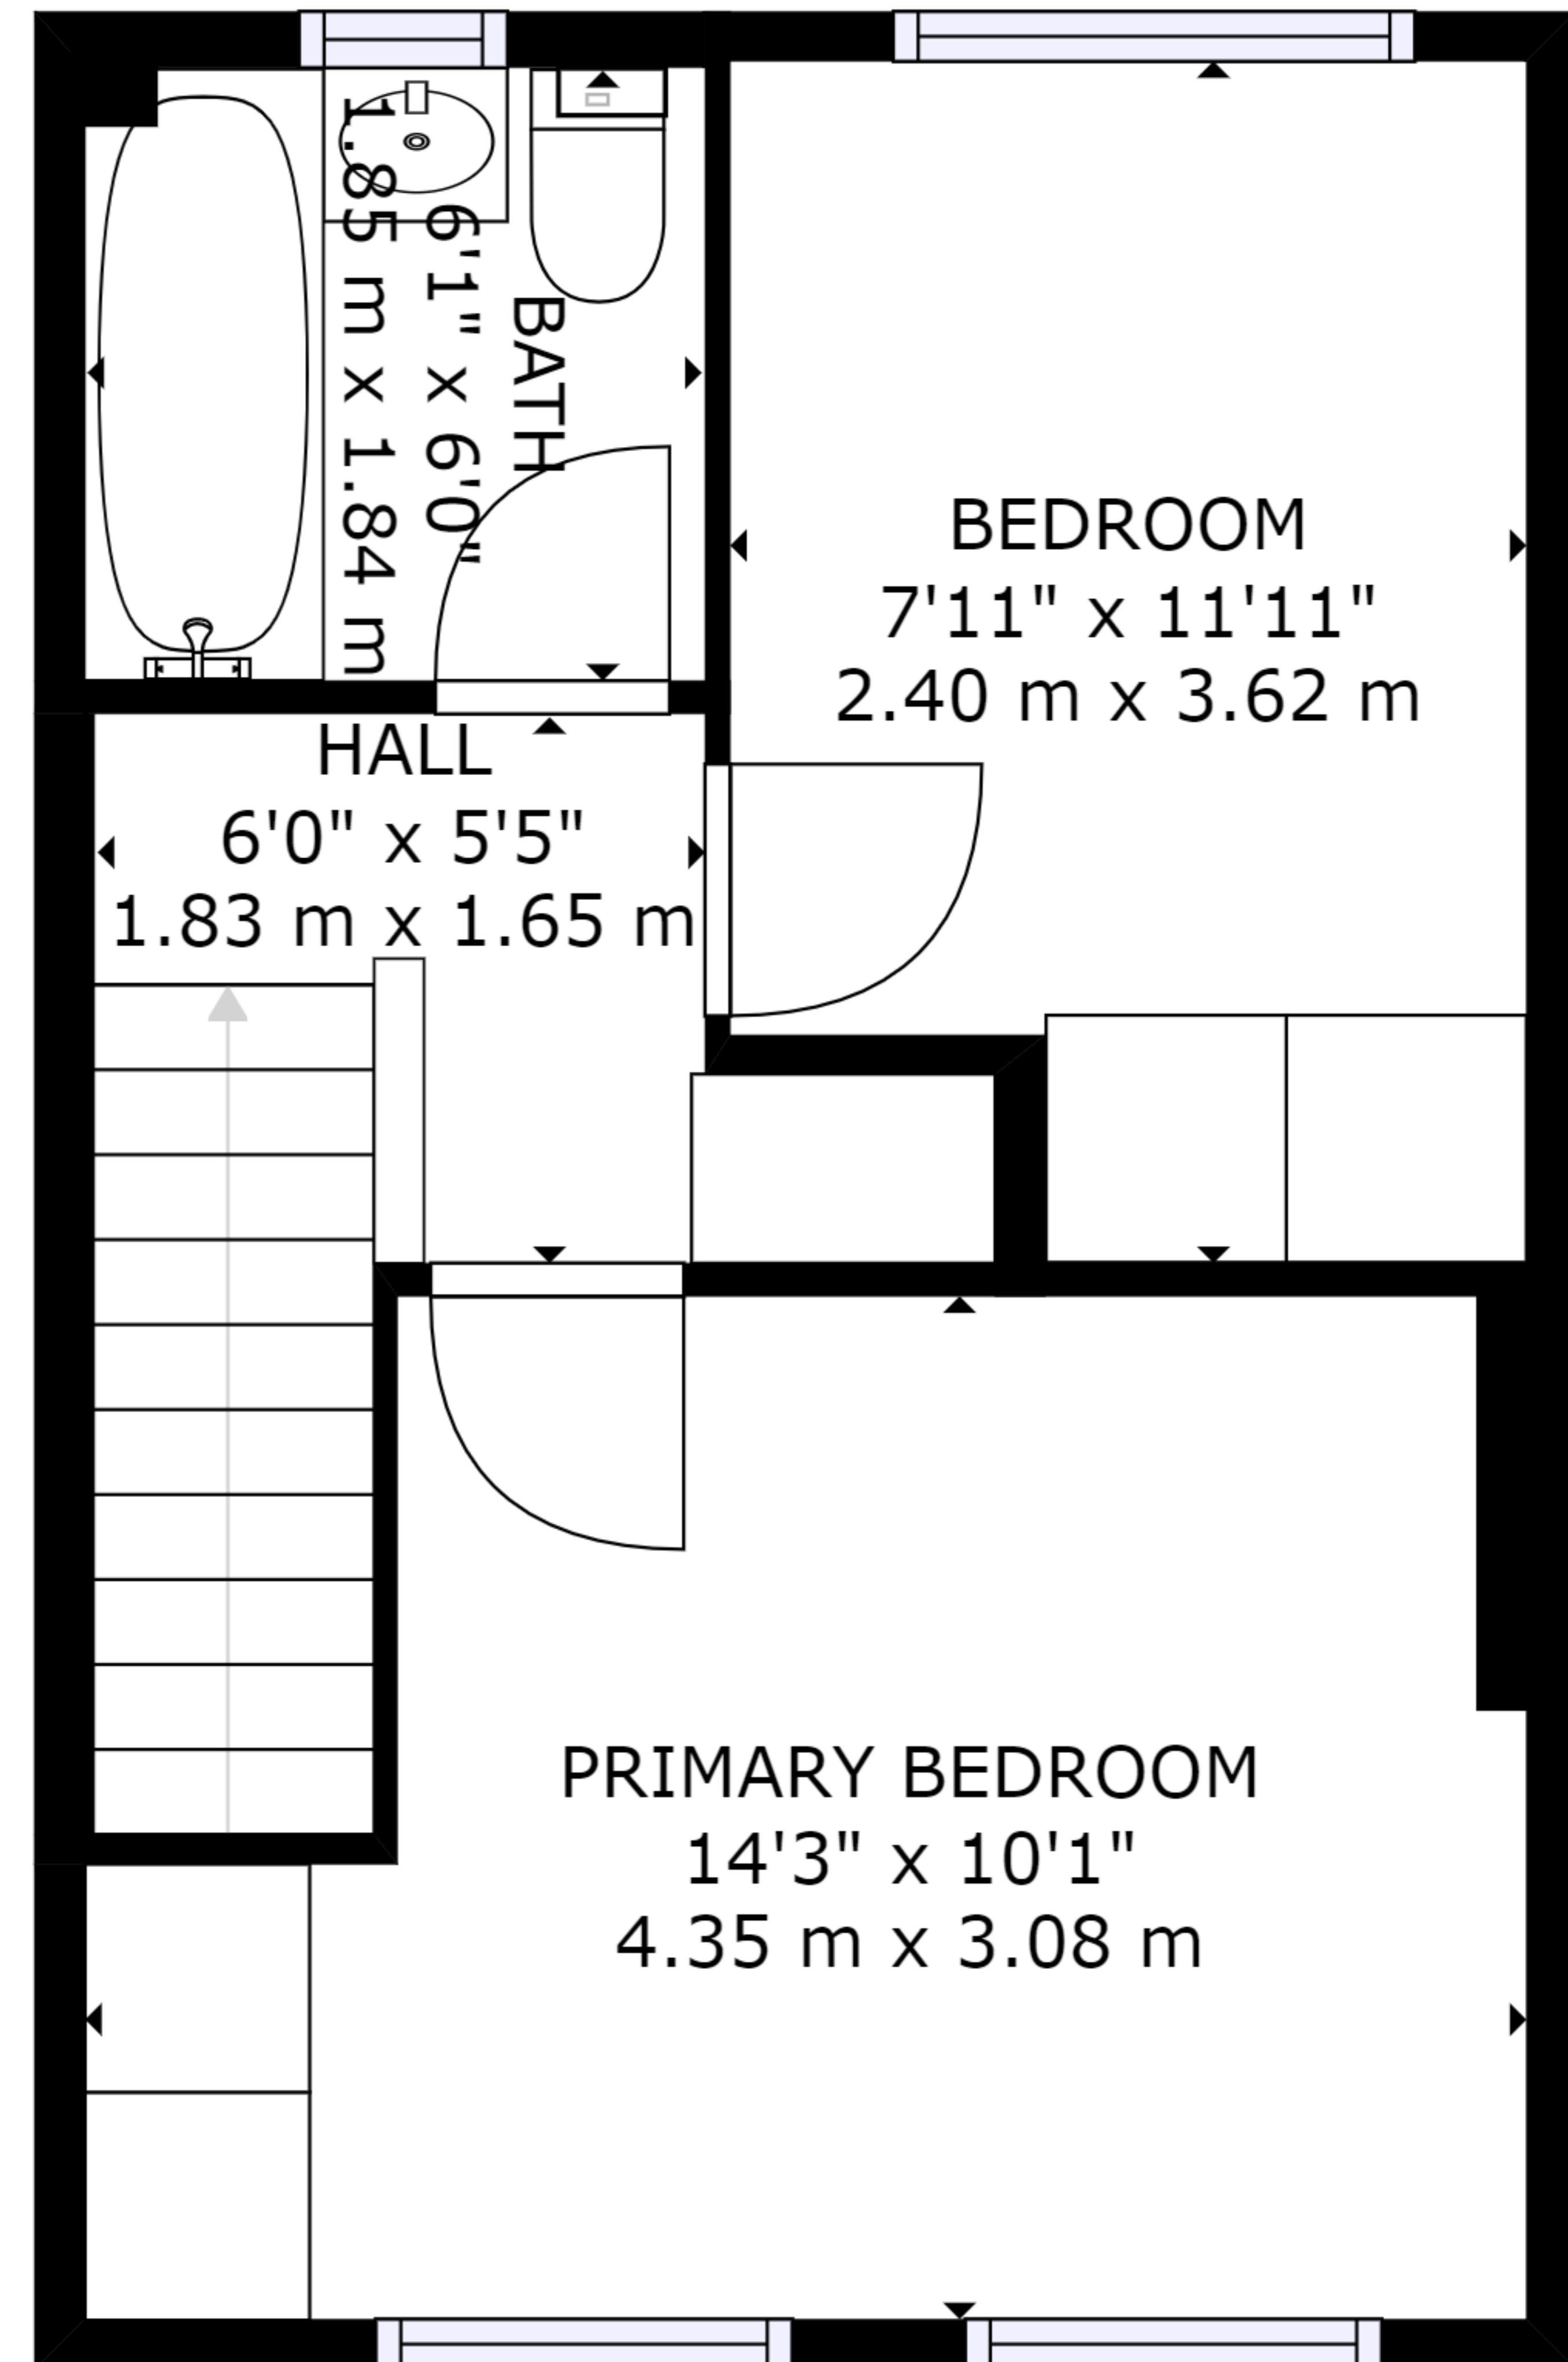 BATH
6'1" x 6'0"
1.85 m x 1.84 m
BEDROOM
7'11" x 11'11"
2.40 m x 3.62 m
HALL
6'0" x 5'5"
1.83 m x 1.65 m
PRIMARY BEDROOM
14'3" x 10'1"
4.35 m x 3.08 m